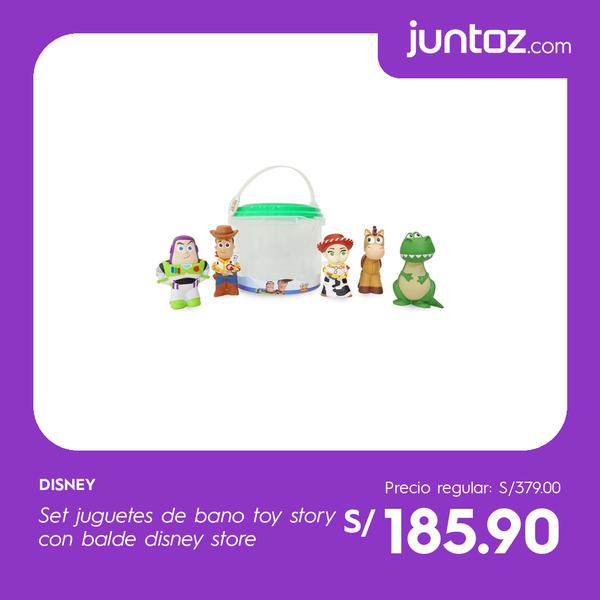 juntoz.com
DISNEY
Precio regular: S/379.00
Set juguetes de bano toy story
con balde disney store
S/185.90